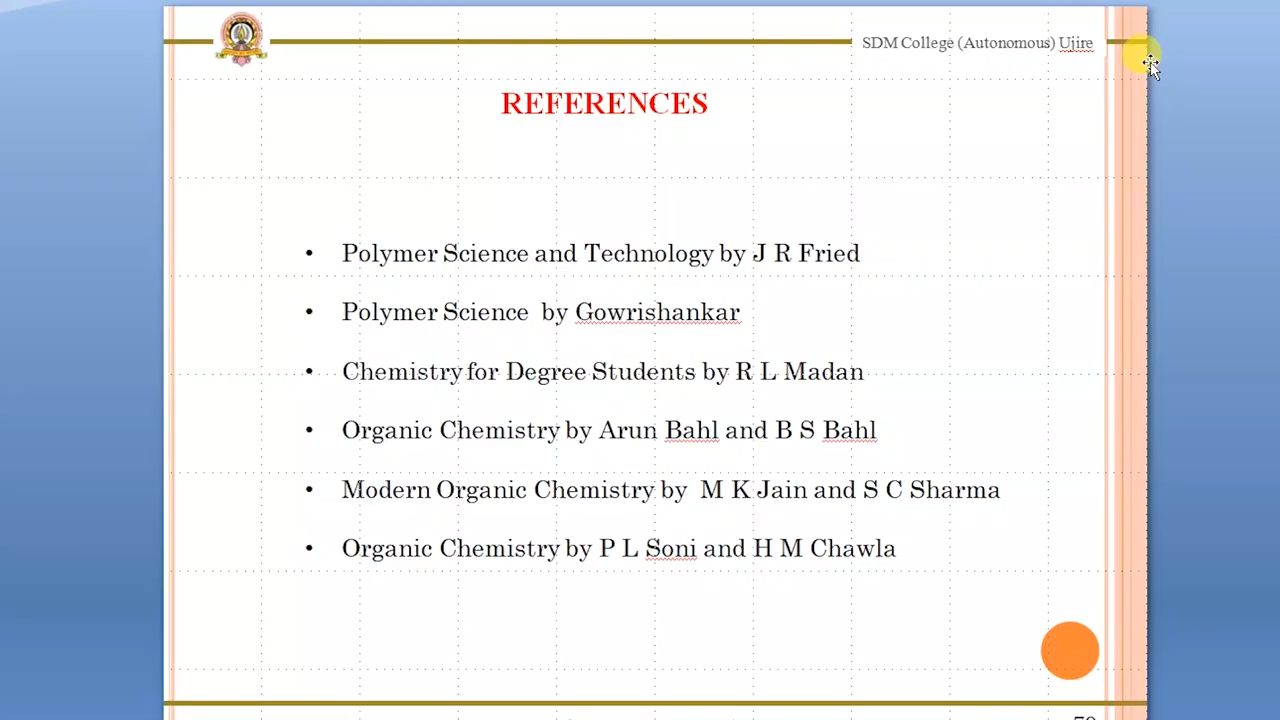 SDM College (Autonomous) Ujire
REFERENCES
• Polymer Science and Technology by J R Fried
• Polymer Science by Gowrishankar
• Chemistry for Degree Students by R L Madan
• Organic Chemistry by Arun Bahl and B S Bahl
• Modern Organic Chemistry by M K Jain and S C Sharma
• Organic Chemistry by P L Soni and H M Chawla